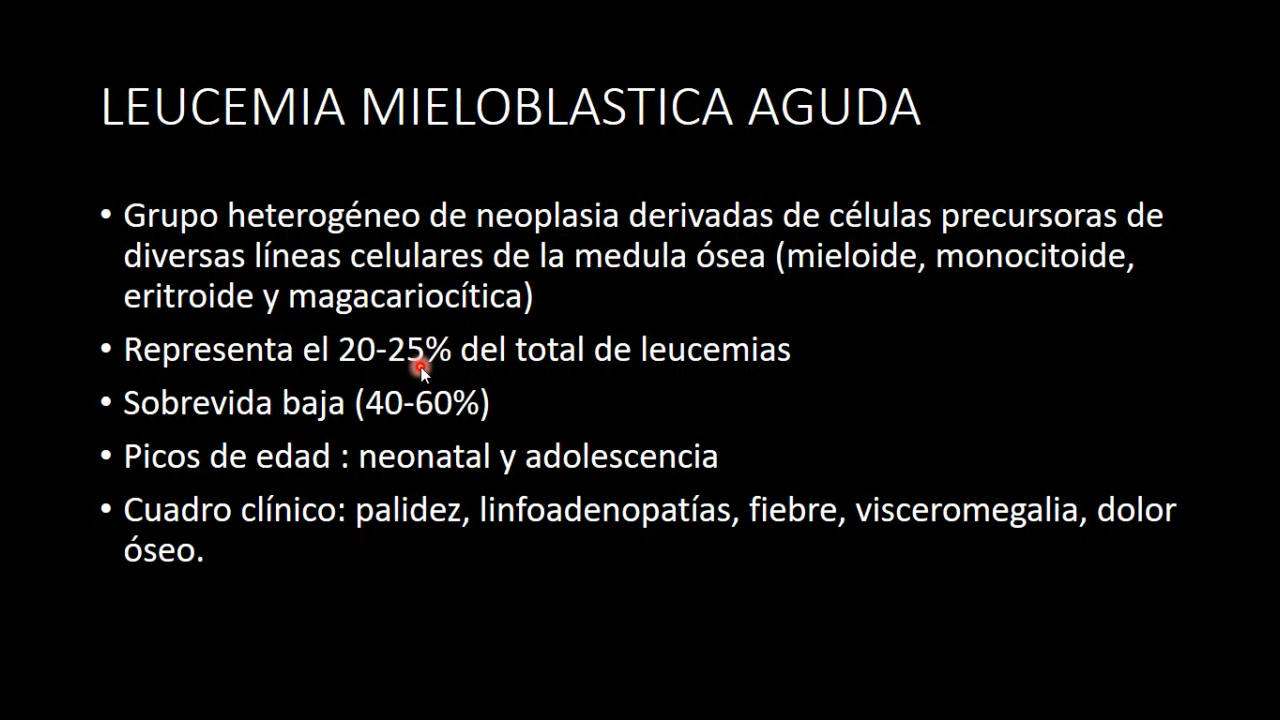 LEUCEMIA MIELOBLASTICA AGUDA
• Grupo heterogéneo de neoplasia derivadas de células precursoras de
diversas líneas celulares de la medula ósea (mieloide, monocitoide,
eritroide y magacariocítica)
• Representa el 20-25% del total de leucemias
• Sobrevida baja (40-60%)
• Picos de edad : neonatal y adolescencia
• Cuadro clínico: palidez, linfoadenopatías, fiebre, visceromegalia, dolor
óseo.